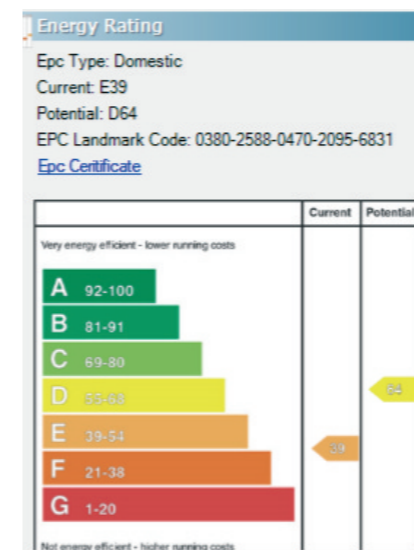 Energy Rating
Epc Type: Domestic
Current: E39
Potential: D64
EPC Landmark Code: 0380-2588-0470-2095-6831
Epc Certificate
Current Potential
Very energy efficient - lower running costs
A 92-100
B 81-91
C 69-80
D 55-68
64
E 39-54
39
F 21-38
G 1-20
Not energy efficient - higher running costs